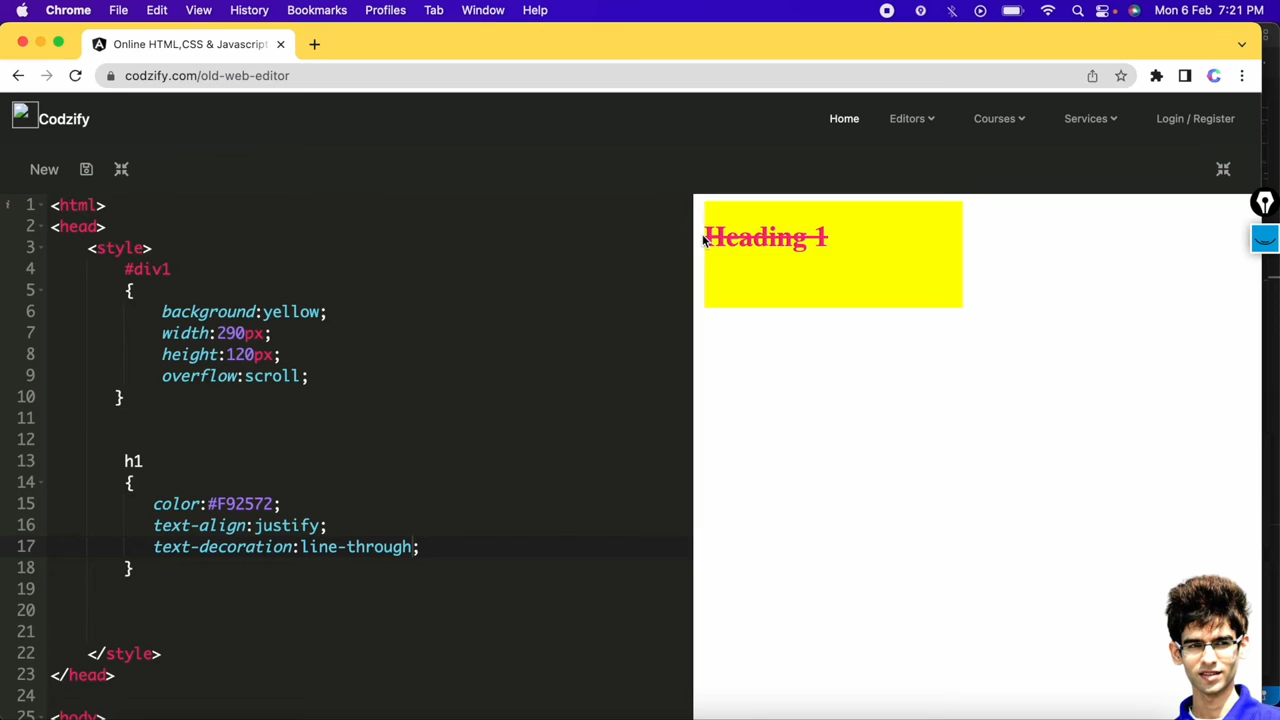 Chrome File Edit View History Bookmarks Profiles Tab Window Help Mon 6 Feb 7:21 PM
Online HTML,CSS & Javascript
codzify.com/old-web-editor
Codzify Home Editors Courses Services Login / Register
New
1 <html>
2 <head>
3 <style>
4 #div1
5 {
6 background:yellow;
7 width:290px;
8 height:120px;
9 overflow:scroll;
10 }
11
12
13 h1
14 {
15 color:#F92572;
16 text-align:justify;
17 text-decoration:line-through;
18 }
19
20
21
22 </style>
23 </head>
24
25 <body>
Heading 1